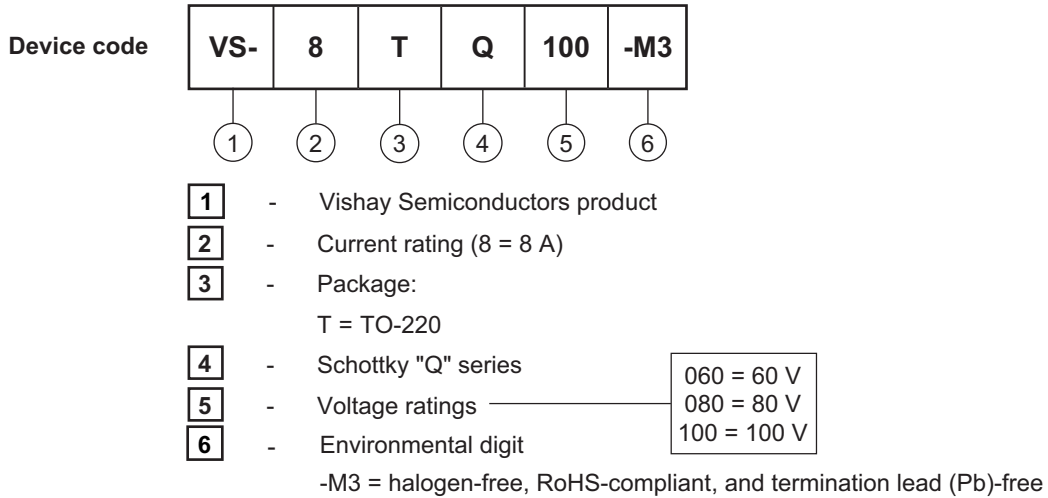 Device code VS- 8 T Q 100 -M3
1 2 3 4 5 6
1 - Vishay Semiconductors product
2 - Current rating (8 = 8 A)
3 - Package:
T = TO-220
4 - Schottky "Q" series
5 - Voltage ratings
060 = 60 V
080 = 80 V
100 = 100 V
6 - Environmental digit
-M3 = halogen-free, RoHS-compliant, and termination lead (Pb)-free